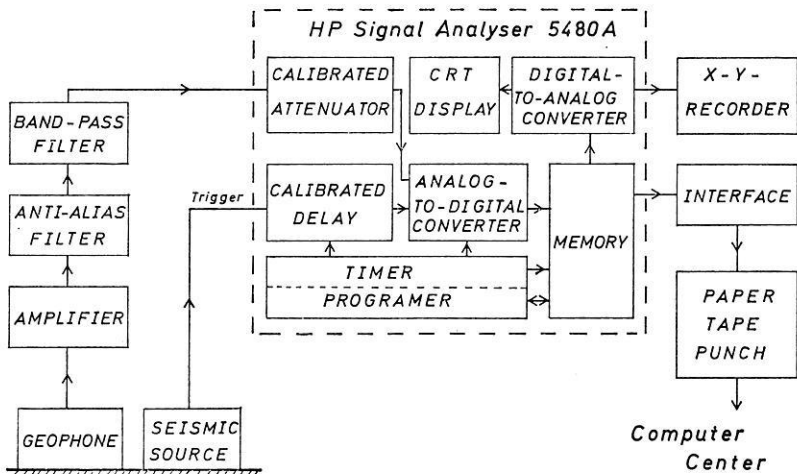 HP Signal Analyser 5480A
CALIBRATED
ATTENUATOR
CRT
DISPLAY
DIGITAL-
TO-ANALOG
CONVERTER
X-Y-
RECORDER
BAND-PASS
FILTER
Trigger
CALIBRATED
DELAY
ANALOG-
TO-DIGITAL
CONVERTER
MEMORY
INTERFACE
ANTI-ALIAS
FILTER
TIMER
PROGRAMER
AMPLIFIER
PAPER
TAPE
PUNCH
GEOPHONE
SEISMIC
SOURCE
Computer
Center